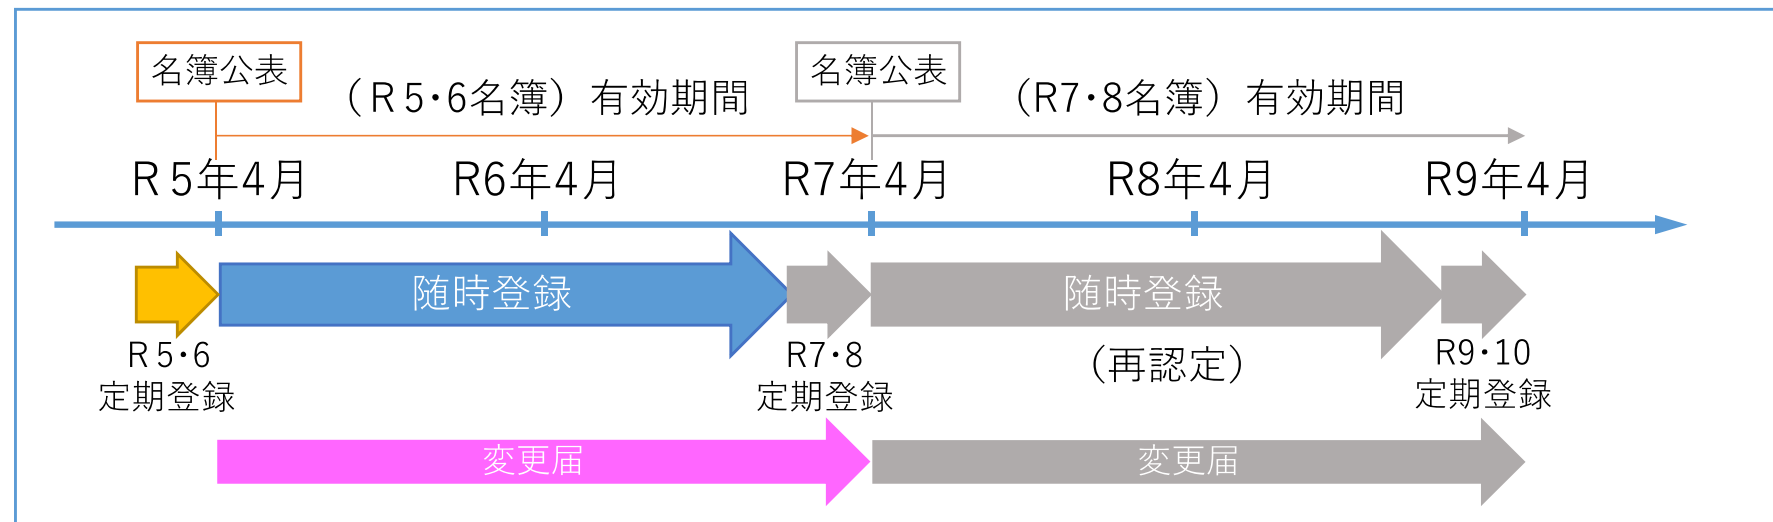 名簿公表
(R5・6名簿)有効期間
名簿公表
(R7・8名簿)有効期間
R5年4月
R6年4月
R7年4月
R8年4月
R9年4月
随時登録
随時登録
R5・6
定期登録
R7・8
定期登録
(再認定)
R9・10
定期登録
変更届
変更届